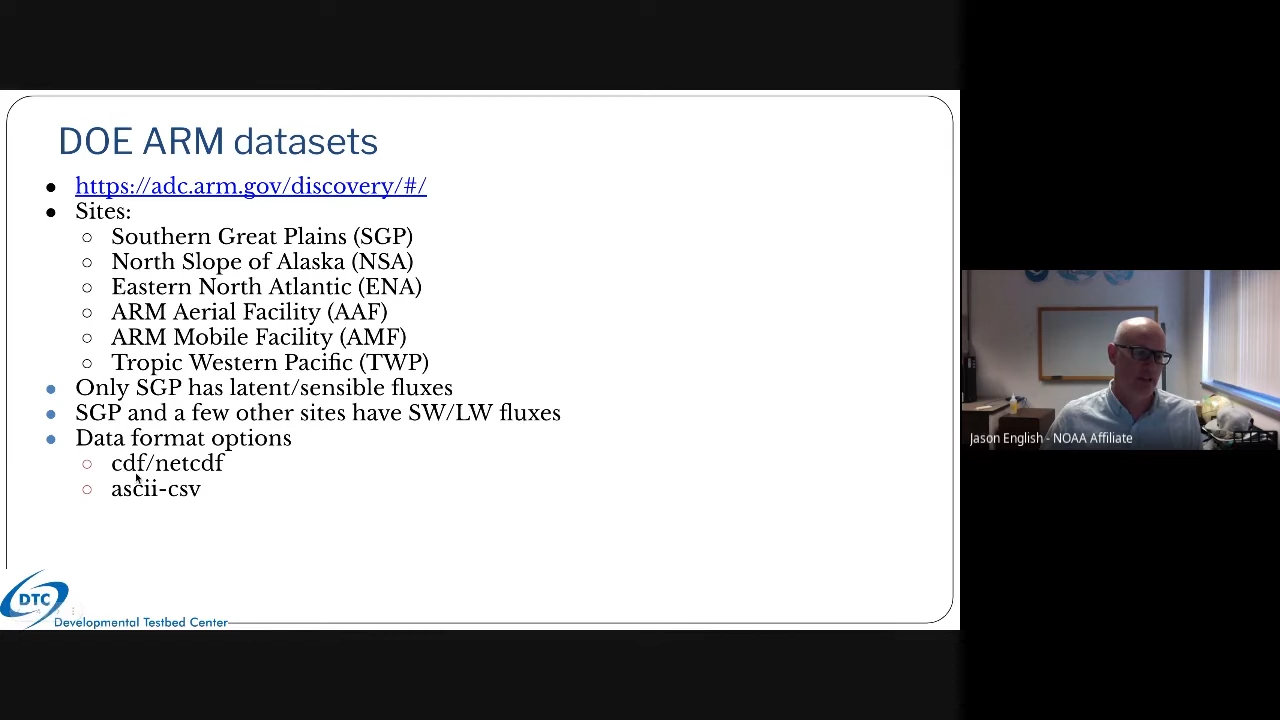 DOE ARM datasets
https://adc.arm.gov/discovery/#/
Sites:
Southern Great Plains (SGP)
North Slope of Alaska (NSA)
Eastern North Atlantic (ENA)
ARM Aerial Facility (AAF)
ARM Mobile Facility (AMF)
Tropic Western Pacific (TWP)
Only SGP has latent/sensible fluxes
SGP and a few other sites have SW/LW fluxes
Data format options
cdf/netcdf
ascii-csv
DTC
Developmental Testbed Center
Jason English - NOAA Affiliate